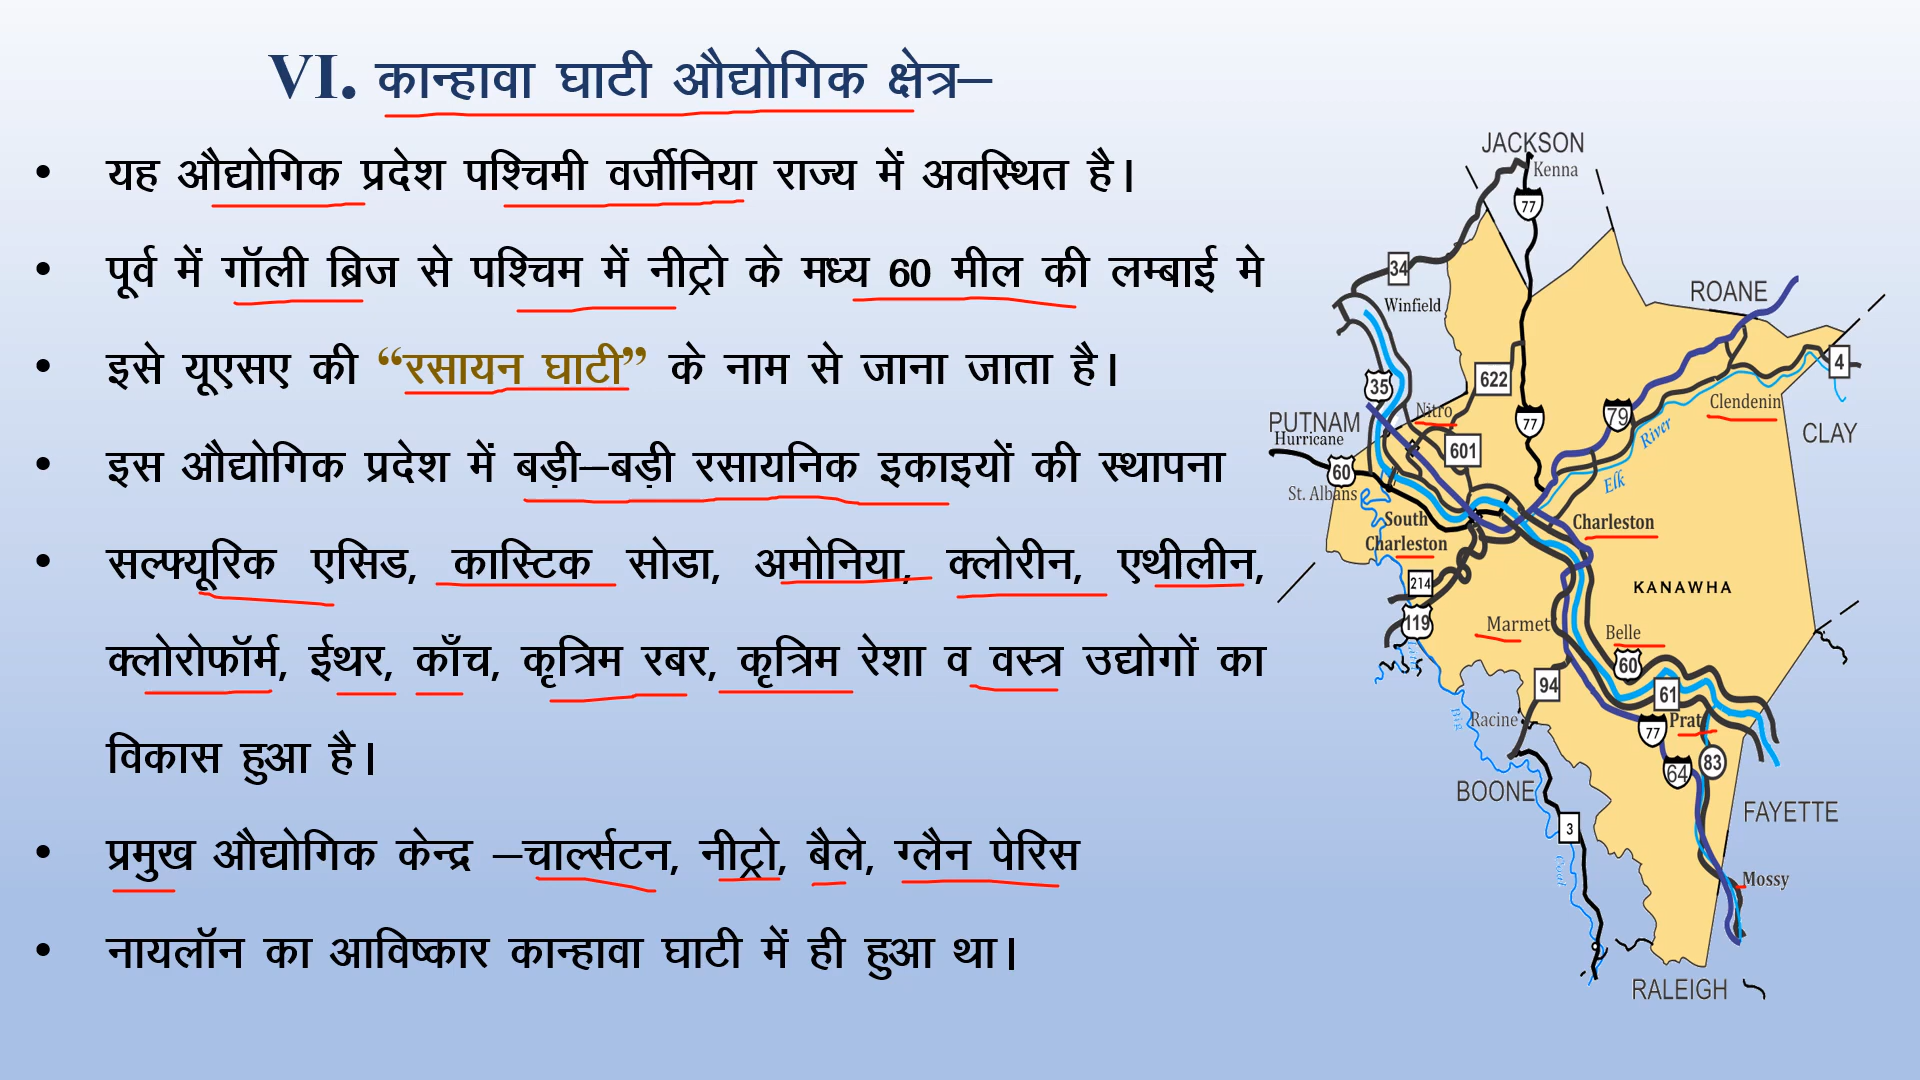 VI. कान्हावा घाटी औद्योगिक क्षेत्र–
• यह औद्योगिक प्रदेश पश्चिमी वर्जीनिया राज्य में अवस्थित है।
• पूर्व में गॉली ब्रिज से पश्चिम में नीट्रो के मध्य 60 मील की लम्बाई मे
• इसे यूएसए की “रसायन घाटी” के नाम से जाना जाता है।
• इस औद्योगिक प्रदेश में बड़ी–बड़ी रसायनिक इकाइयों की स्थापना
• सल्फ्यूरिक एसिड, कास्टिक सोडा, अमोनिया, क्लोरीन, एथीलीन,
क्लोरोफॉर्म, ईथर, काँच, कृत्रिम रबर, कृत्रिम रेशा व वस्त्र उद्योगों का
विकास हुआ है।
• प्रमुख औद्योगिक केन्द्र –चार्ल्सटन, नीट्रो, बैले, ग्लैन पेरिस
• नायलॉन का आविष्कार कान्हावा घाटी में ही हुआ था।
JACKSON
Kenna
77
34
ROANE
Winfield
4
622
35
Clendenin
Nitro
79
77
PUTNAM
CLAY
Hurricane
River
601
60
Elk
St. Albans
South
Charleston
Charleston
214
KANAWHA
119
Marmet
Belle
60
94
61
Big
Racine
Pratt
77
83
64
BOONE
FAYETTE
3
Coal
Mossy
RALEIGH